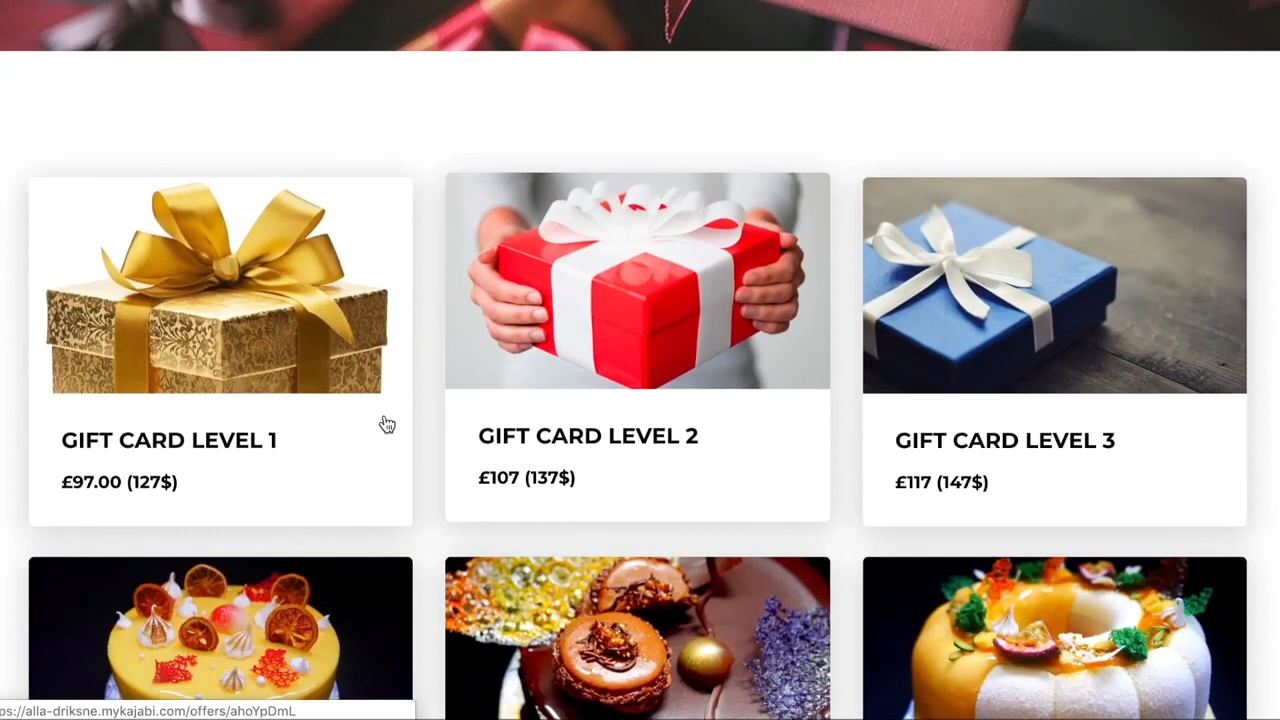 GIFT CARD LEVEL 1
£97.00 (127$)
GIFT CARD LEVEL 2
£107 (137$)
GIFT CARD LEVEL 3
£117 (147$)
ps://alla-driksne.mykajabi.com/offers/ahoYpDmL